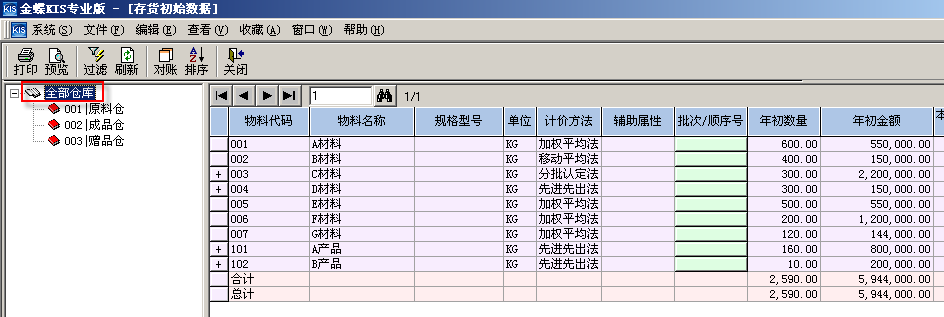 金蝶KIS专业版 - [存货初始数据]
KIS 系统(S) 文件(F) 编辑(E) 查看(V) 收藏(A) 窗口(W) 帮助(H)
打印 预览 过滤 刷新 对账 排序 关闭
全部仓库
001|原料仓
002|成品仓
003|赠品仓
1 1/1
物料代码 物料名称 规格型号 单位 计价方法 辅助属性 批次/顺序号 年初数量 年初金额
001 A材料 KG 加权平均法 600.00 550,000.00
002 B材料 KG 移动平均法 400.00 150,000.00
+ 003 C材料 KG 分批认定法 300.00 2,200,000.00
+ 004 D材料 KG 先进先出法 300.00 150,000.00
005 E材料 KG 加权平均法 500.00 550,000.00
006 F材料 KG 加权平均法 200.00 1,200,000.00
007 G材料 KG 加权平均法 120.00 144,000.00
+ 101 A产品 KG 先进先出法 160.00 800,000.00
+ 102 B产品 KG 先进先出法 10.00 200,000.00
合计 2,590.00 5,944,000.00
总计 2,590.00 5,944,000.00